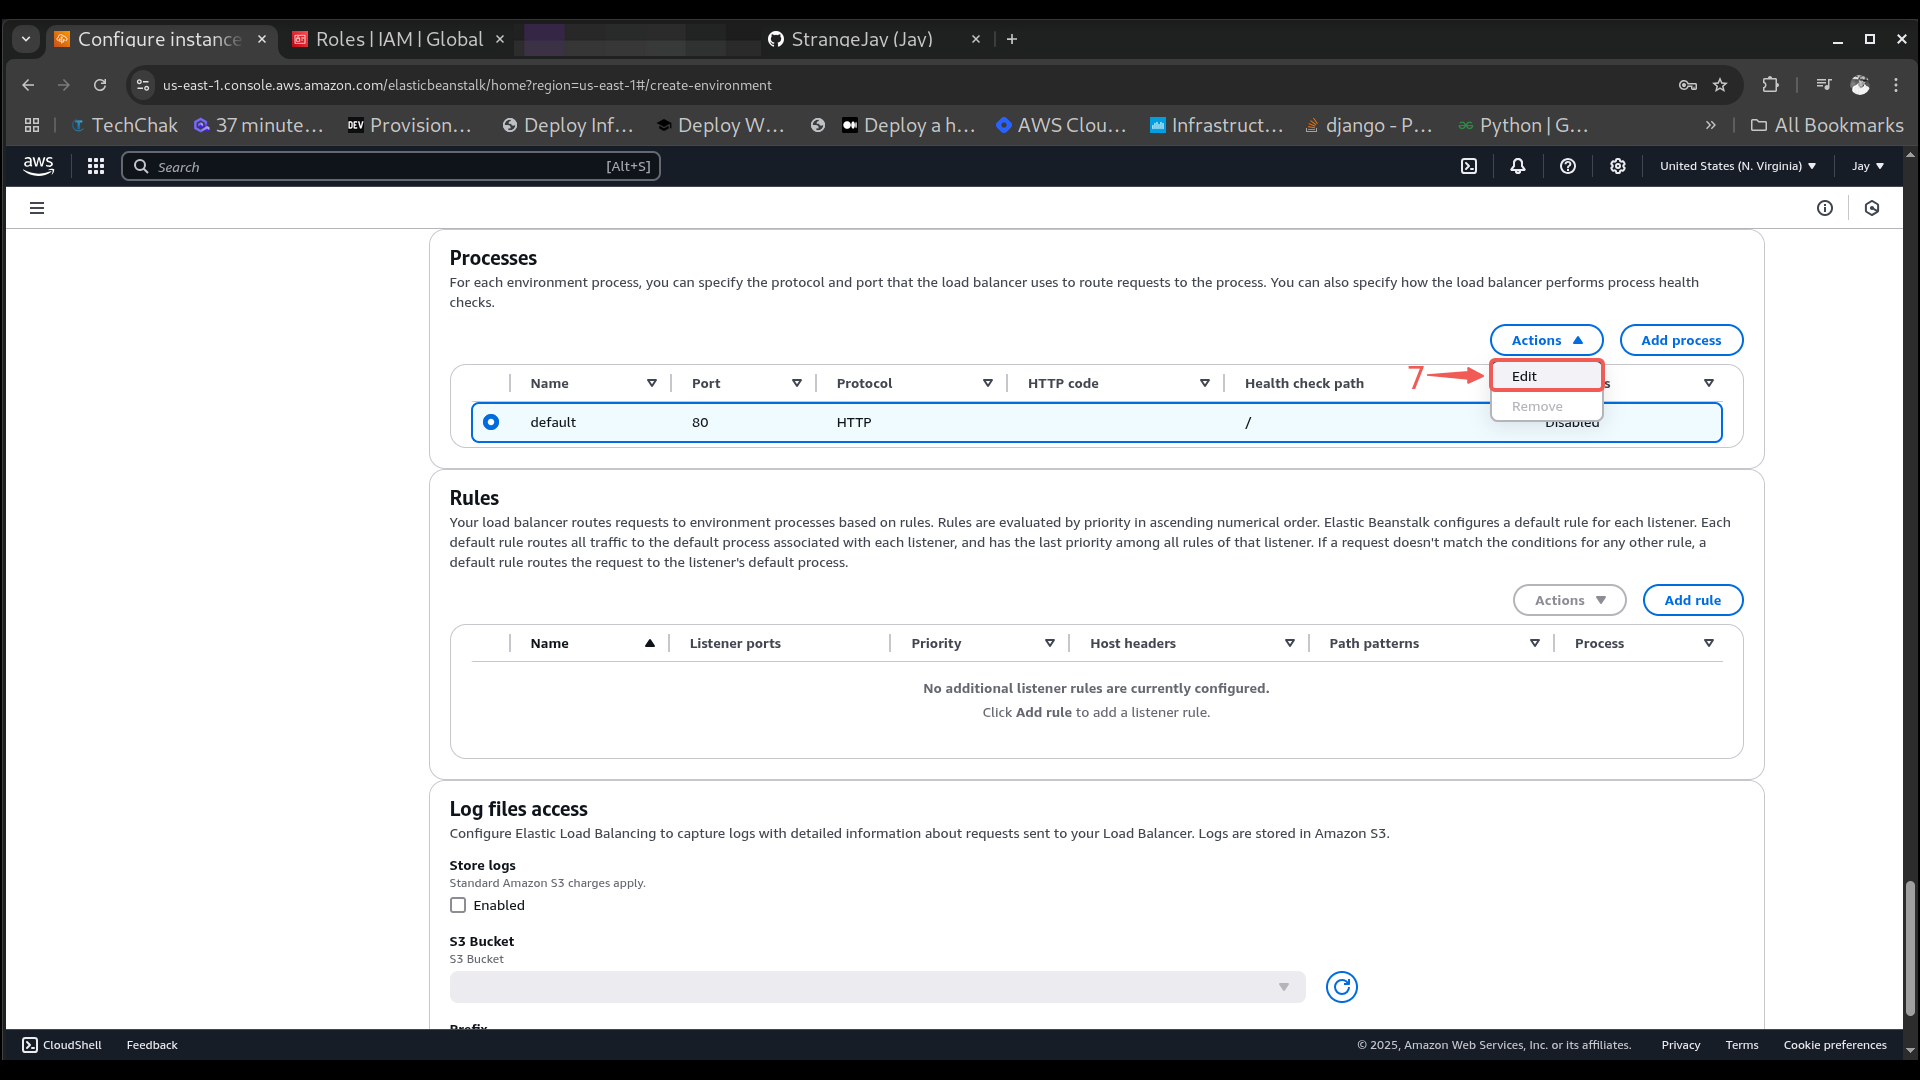 Configure instance
Roles | IAM | Global
StrangeJay (Jay)
us-east-1.console.aws.amazon.com/elasticbeanstalk/home?region=us-east-1#/create-environment
TechChak
37 minute...
DEV Provision...
Deploy Inf...
Deploy W...
Deploy a h...
AWS Clou...
Infrastruct...
django - P...
Python | G...
» All Bookmarks
aws
Search [Alt+S]
United States (N. Virginia)
Jay
Processes
For each environment process, you can specify the protocol and port that the load balancer uses to route requests to the process. You can also specify how the load balancer performs process health
checks.
Actions
Add process
Name Port Protocol HTTP code Health check path s
7
Edit
Remove
default 80 HTTP / Disabled
Rules
Your load balancer routes requests to environment processes based on rules. Rules are evaluated by priority in ascending numerical order. Elastic Beanstalk configures a default rule for each listener. Each
default rule routes all traffic to the default process associated with each listener, and has the last priority among all rules of that listener. If a request doesn't match the conditions for any other rule, a
default rule routes the request to the listener's default process.
Actions
Add rule
Name Listener ports Priority Host headers Path patterns Process
No additional listener rules are currently configured.
Click Add rule to add a listener rule.
Log files access
Configure Elastic Load Balancing to capture logs with detailed information about requests sent to your Load Balancer. Logs are stored in Amazon S3.
Store logs
Standard Amazon S3 charges apply.
Enabled
S3 Bucket
S3 Bucket
Prefix
CloudShell Feedback © 2025, Amazon Web Services, Inc. or its affiliates. Privacy Terms Cookie preferences